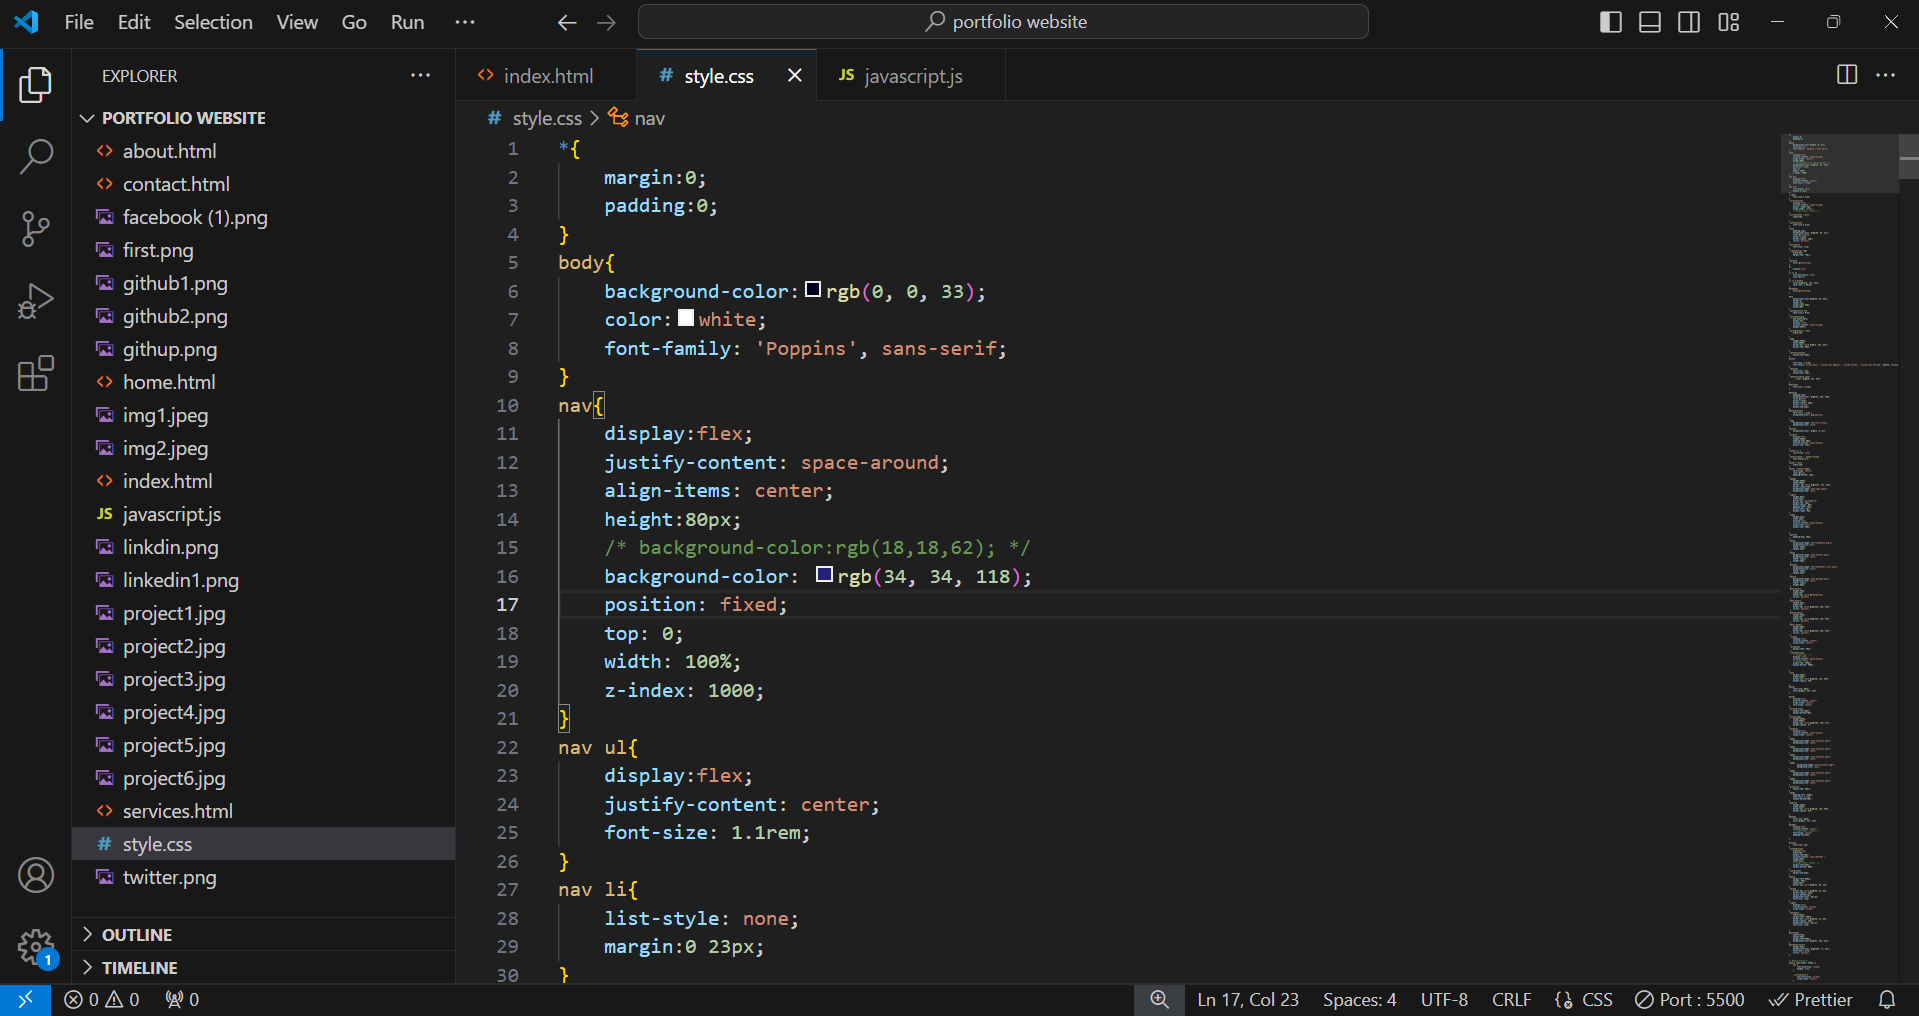 File Edit Selection View Go Run ···
portfolio website
EXPLORER ···
PORTFOLIO WEBSITE
about.html
contact.html
facebook (1).png
first.png
github1.png
github2.png
githup.png
home.html
img1.jpeg
img2.jpeg
index.html
JS javascript.js
linkdin.png
linkedin1.png
project1.jpg
project2.jpg
project3.jpg
project4.jpg
project5.jpg
project6.jpg
services.html
# style.css
twitter.png
OUTLINE
TIMELINE
1
<> index.html
# style.css
JS javascript.js
# style.css > nav
1 *{
2 margin:0;
3 padding:0;
4 }
5 body{
6 background-color:rgb(0, 0, 33);
7 color:white;
8 font-family: 'Poppins', sans-serif;
9 }
10 nav{
11 display:flex;
12 justify-content: space-around;
13 align-items: center;
14 height:80px;
15 /* background-color:rgb(18,18,62); */
16 background-color: rgb(34, 34, 118);
17 position: fixed;
18 top: 0;
19 width: 100%;
20 z-index: 1000;
21 }
22 nav ul{
23 display:flex;
24 justify-content: center;
25 font-size: 1.1rem;
26 }
27 nav li{
28 list-style: none;
29 margin:0 23px;
30 }
0 0 0
Ln 17, Col 23 Spaces: 4 UTF-8 CRLF CSS Port : 5500 Prettier